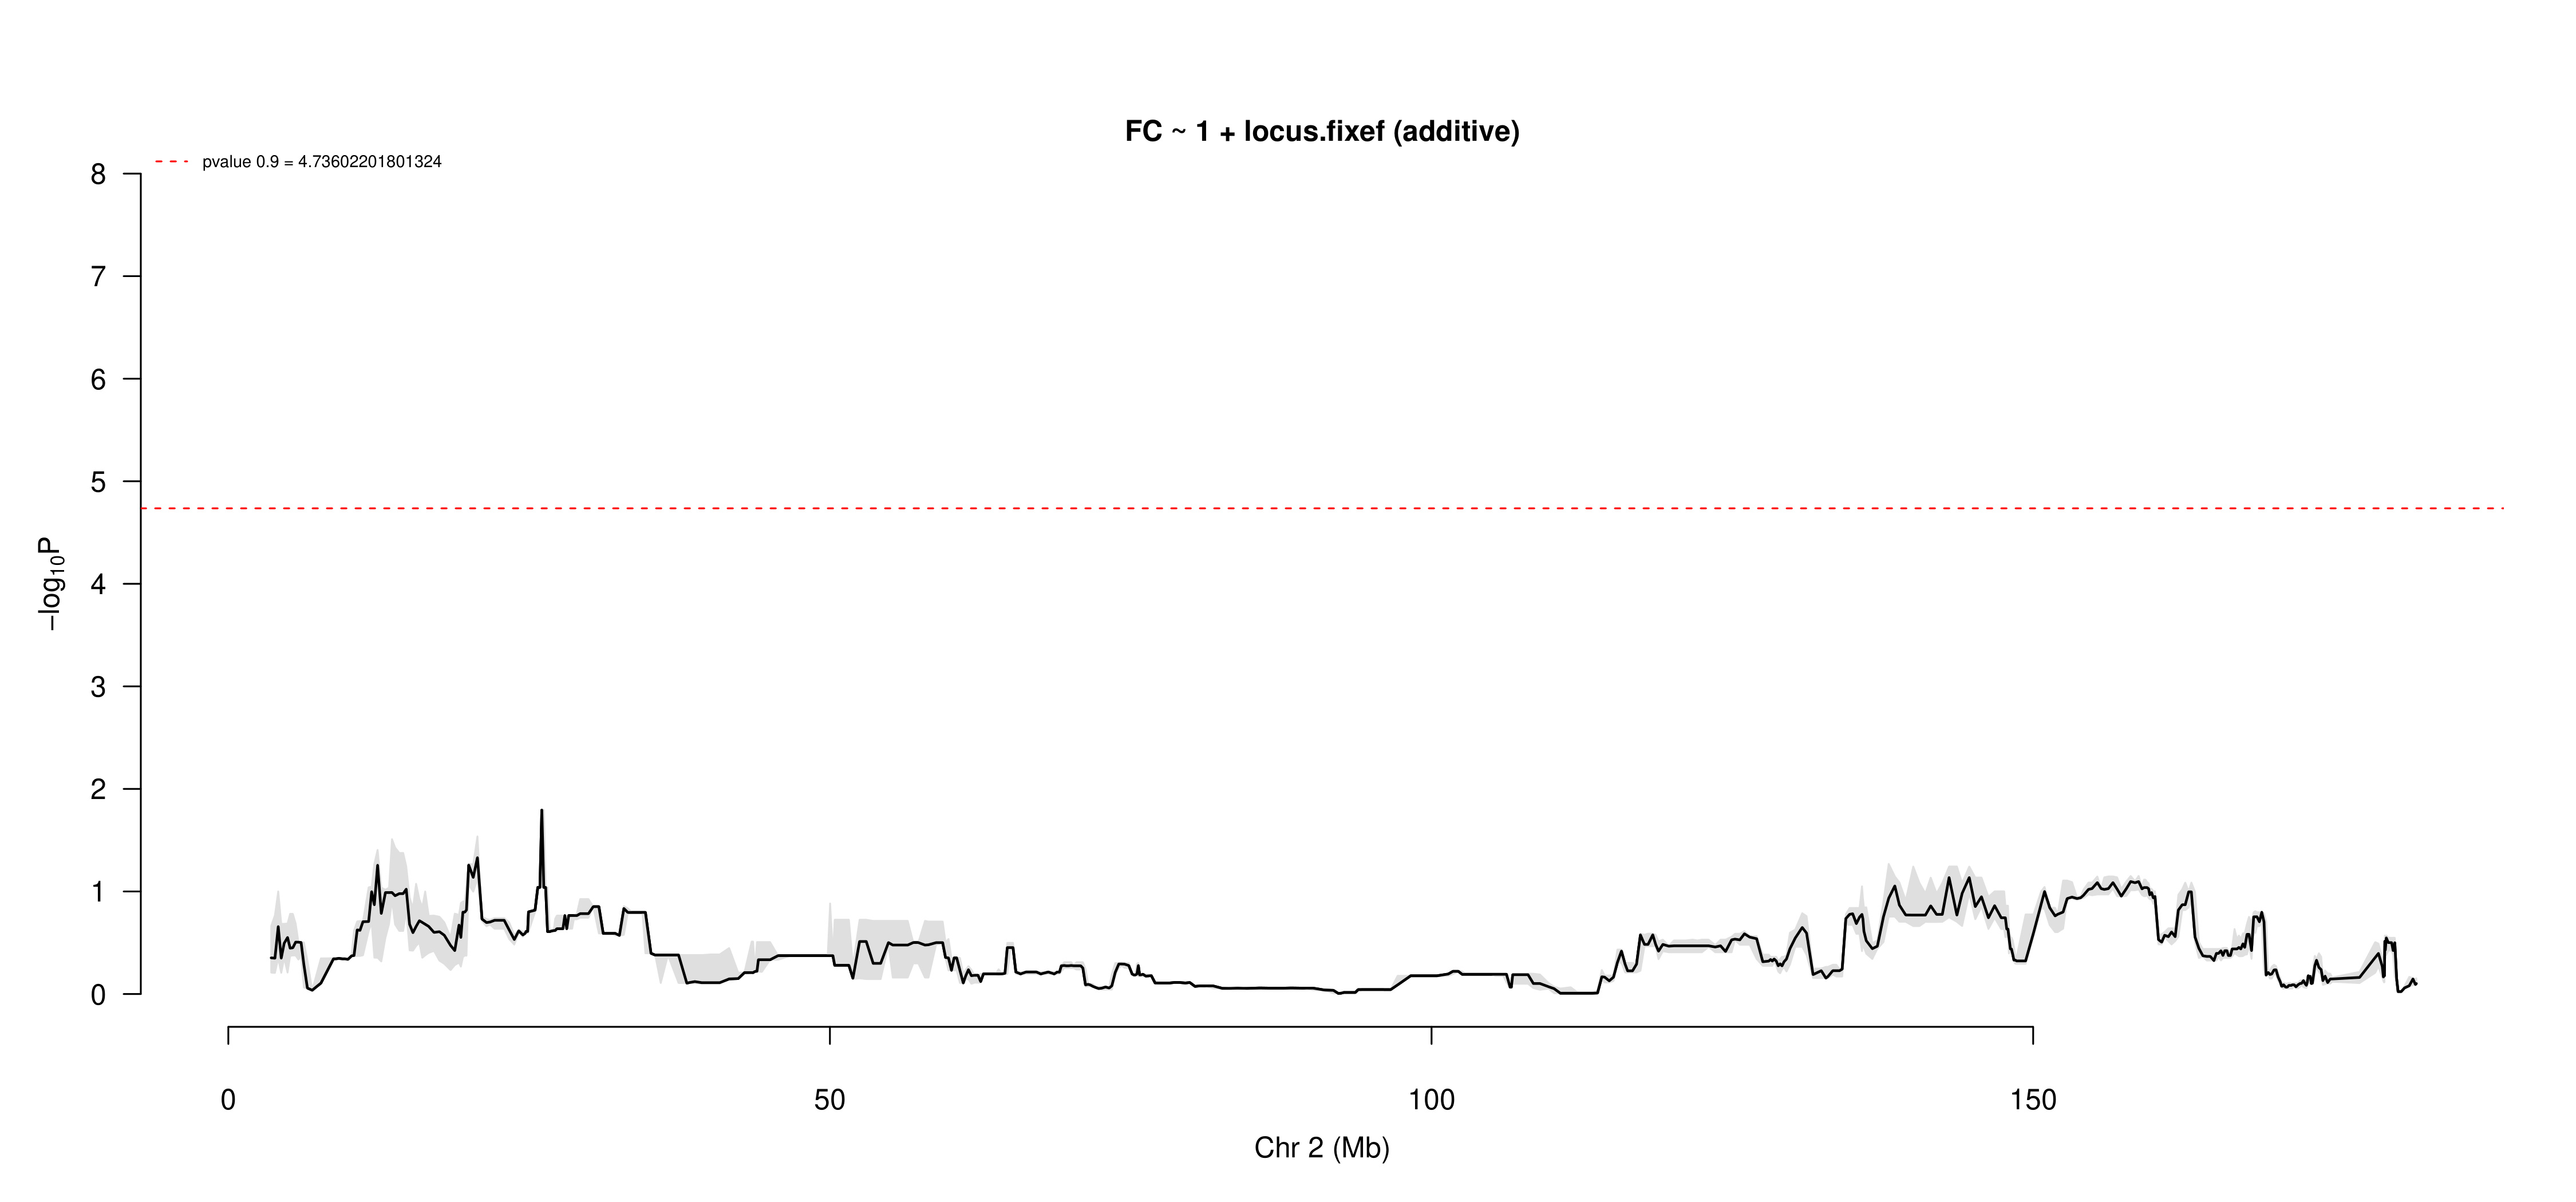 FC ~ 1 + locus.fixef (additive)
pvalue 0.9 = 4.73602201801324
8
7
6
5
4
3
2
1
0
−log10P
0 50 100 150
Chr 2 (Mb)